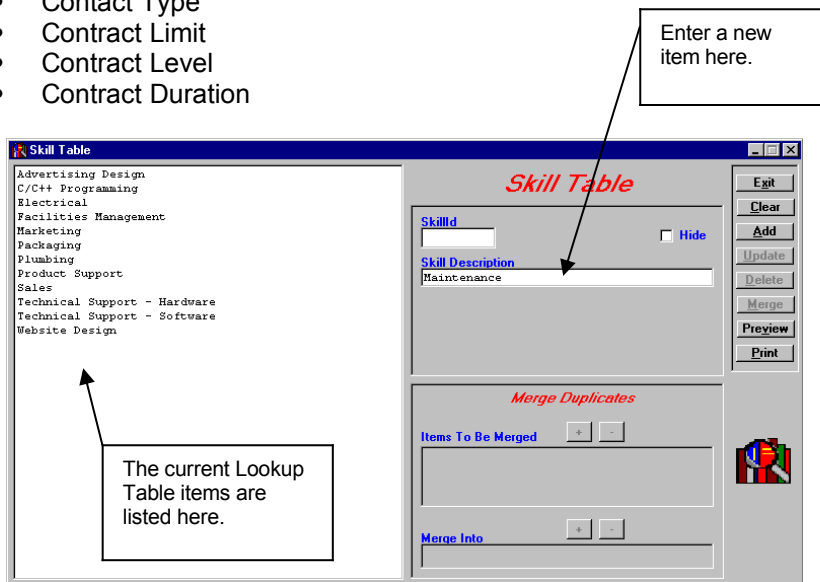 • Contact Type
• Contract Limit
• Contract Level
• Contract Duration
Enter a new
item here.
Skill Table
Advertising Design
C/C++ Programming
Electrical
Facilities Management
Marketing
Packaging
Plumbing
Product Support
Sales
Technical Support - Hardware
Technical Support - Software
Website Design
The current Lookup
Table items are
listed here.
Skill Table
SkillId
Hide
Skill Description
Maintenance
Merge Duplicates
Items To Be Merged
+ -
Merge Into
+ -
Exit
Clear
Add
Update
Delete
Merge
Preview
Print